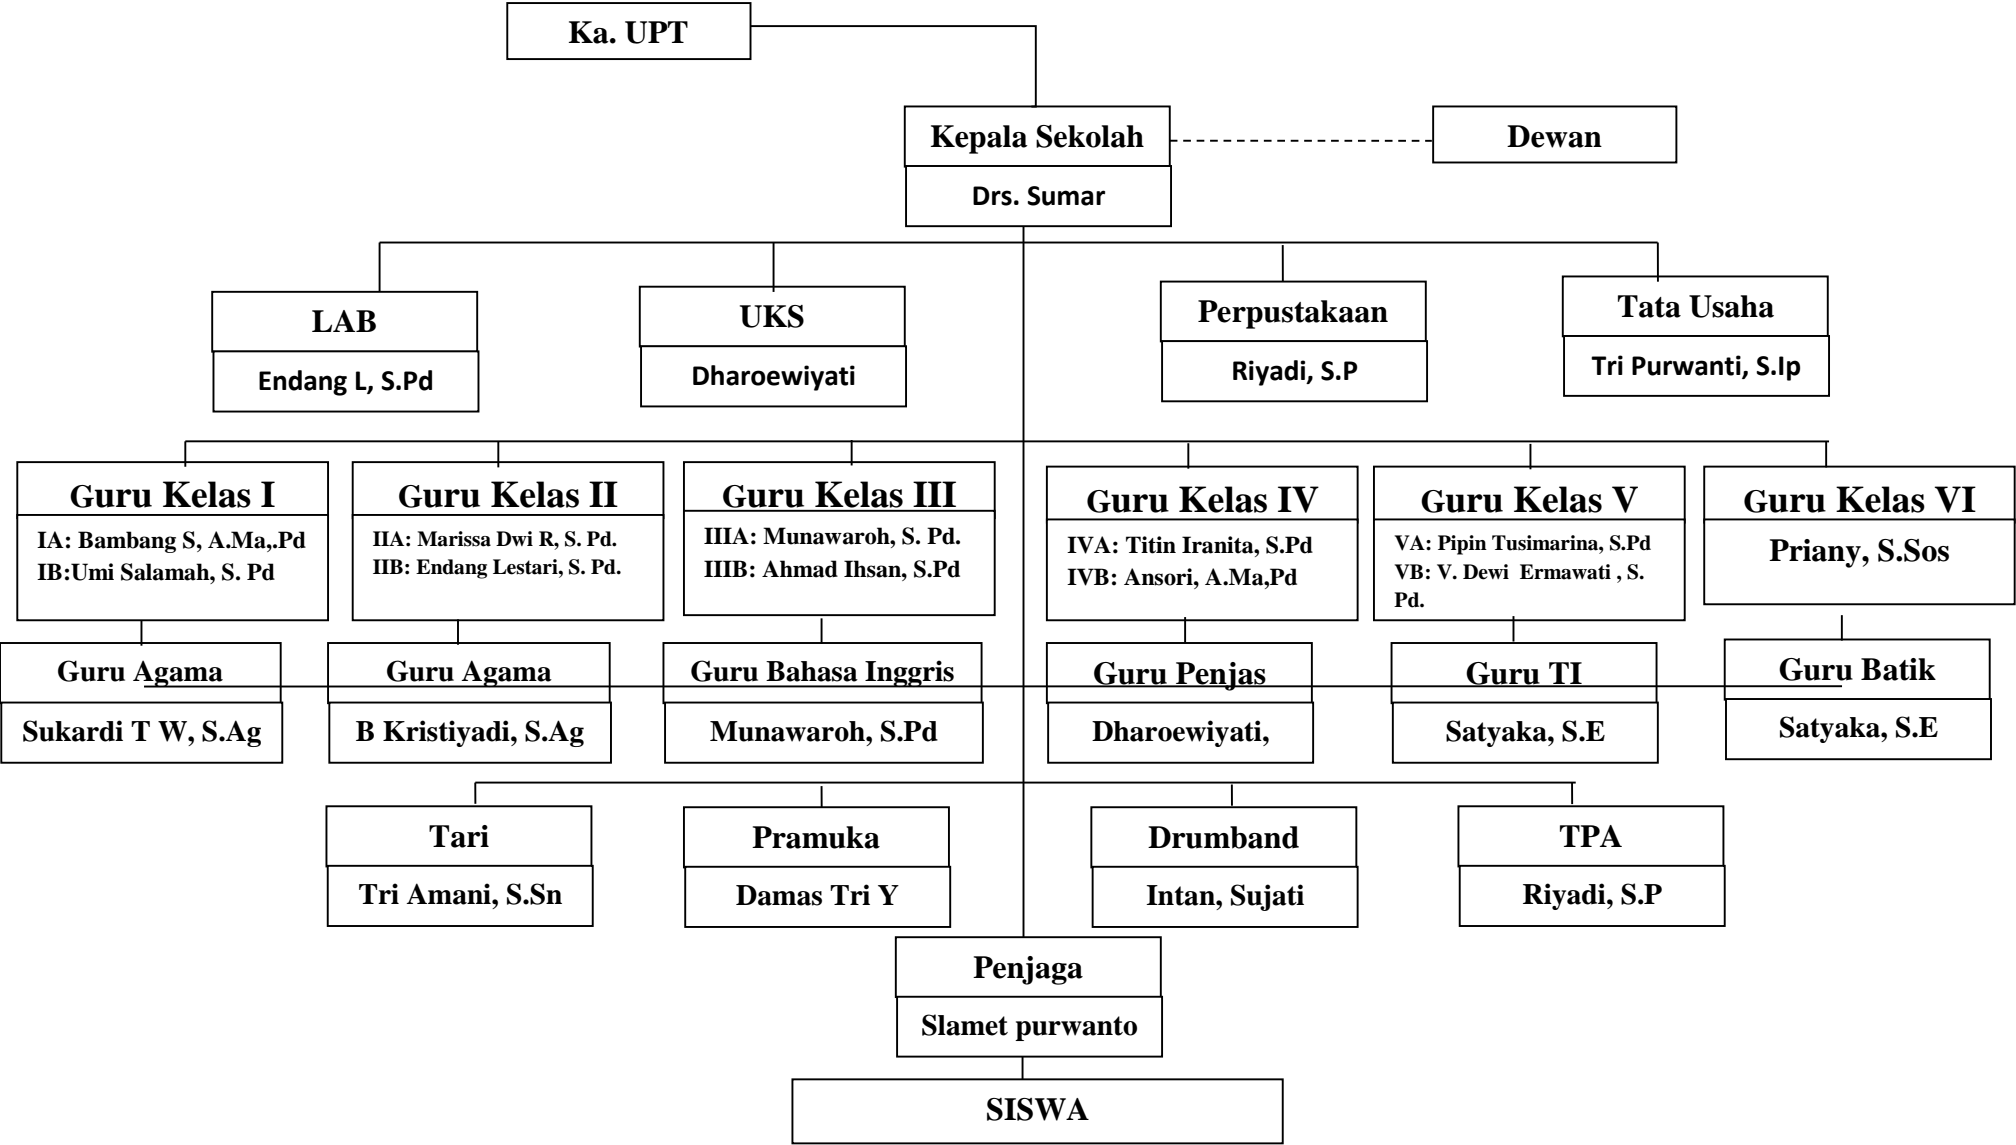 Ka. UPT
Kepala Sekolah
Dewan
Drs. Sumar
LAB
UKS
Perpustakaan
Tata Usaha
Endang L, S.Pd
Dharoewiyati
Riyadi, S.P
Tri Purwanti, S.Ip
Guru Kelas I
IA: Bambang S, A.Ma,.Pd
IB:Umi Salamah, S. Pd
Guru Kelas II
IIA: Marissa Dwi R, S. Pd.
IIB: Endang Lestari, S. Pd.
Guru Kelas III
IIIA: Munawaroh, S. Pd.
IIIB: Ahmad Ihsan, S.Pd
Guru Kelas IV
IVA: Titin Iranita, S.Pd
IVB: Ansori, A.Ma,Pd
Guru Kelas V
VA: Pipin Tusimarina, S.Pd
VB: V. Dewi Ermawati , S.
Pd.
Guru Kelas VI
Priany, S.Sos
Guru Agama
Sukardi T W, S.Ag
Guru Agama
B Kristiyadi, S.Ag
Guru Bahasa Inggris
Munawaroh, S.Pd
Guru Penjas
Dharoewiyati,
Guru TI
Satyaka, S.E
Guru Batik
Satyaka, S.E
Tari
Tri Amani, S.Sn
Pramuka
Damas Tri Y
Drumband
Intan, Sujati
TPA
Riyadi, S.P
Penjaga
Slamet purwanto
SISWA